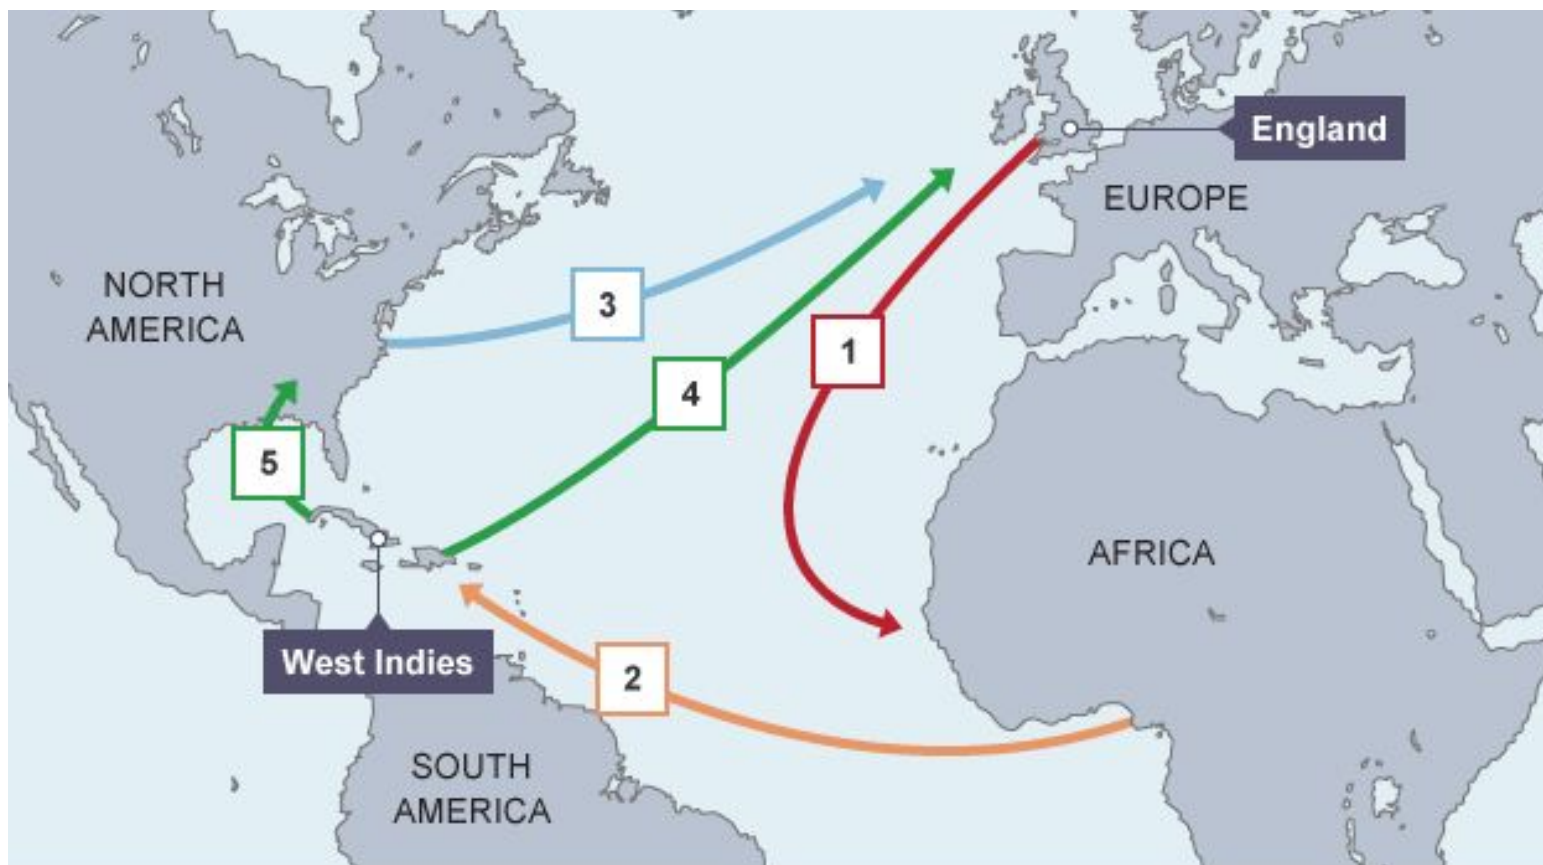 England
EUROPE
NORTH
AMERICA
3
1
4
5
AFRICA
West Indies
2
SOUTH
AMERICA